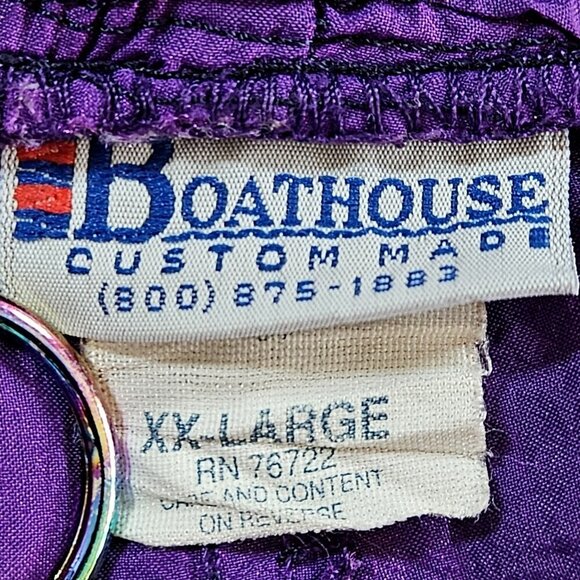 BOATHOUSE
CUSTOM MADE
(800) 875-1883
XX-LARGE
RN 76722
CARE AND CONTENT
ON REVERSE